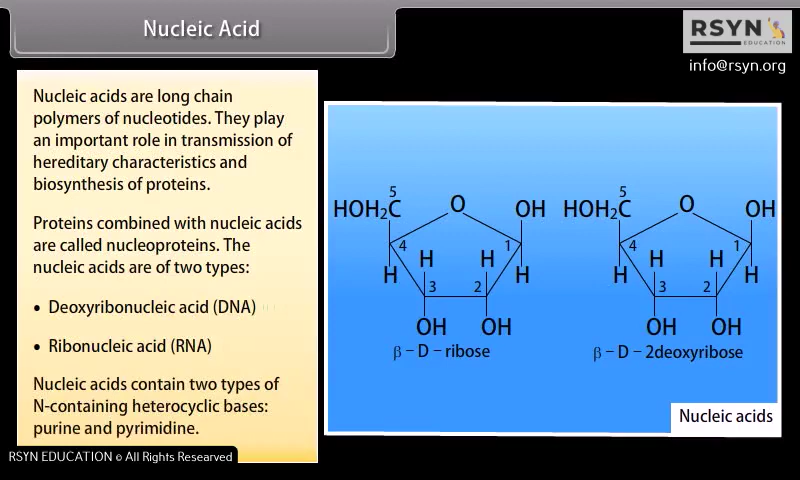 Nucleic Acid
RSYN
EDUCATION
info@rsyn.org
Nucleic acids are long chain
polymers of nucleotides. They play
an important role in transmission of
hereditary characteristics and
biosynthesis of proteins.
Proteins combined with nucleic acids
are called nucleoproteins. The
nucleic acids are of two types:
• Deoxyribonucleic acid (DNA)
• Ribonucleic acid (RNA)
Nucleic acids contain two types of
N-containing heterocyclic bases:
purine and pyrimidine.
5
HOH₂C O OH
4 1
H H H H
3 2
OH OH
β – D – ribose
5
HOH₂C O OH
4 1
H H H H
3 2
OH OH
β – D – 2deoxyribose
Nucleic acids
RSYN EDUCATION © All Rights Researved